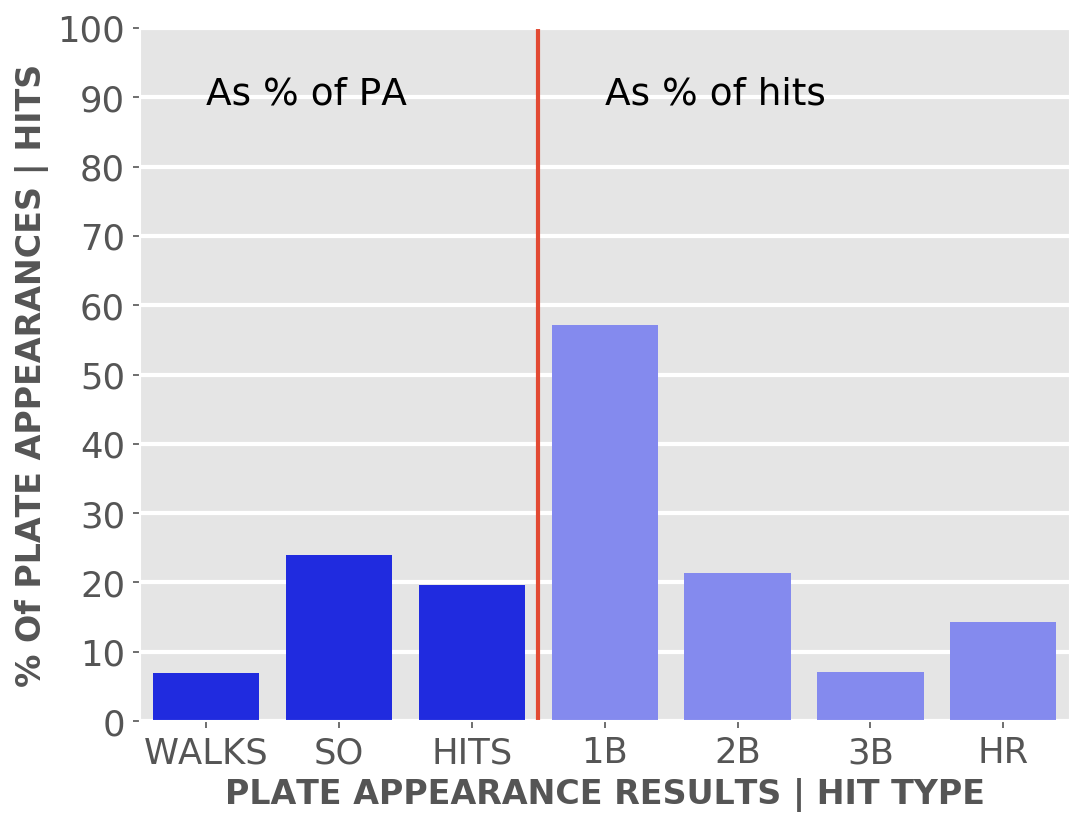 % Of PLATE APPEARANCES | HITS
100
90
80
70
60
50
40
30
20
10
0
As % of PA
As % of hits
WALKS SO HITS 1B 2B 3B HR
PLATE APPEARANCE RESULTS | HIT TYPE